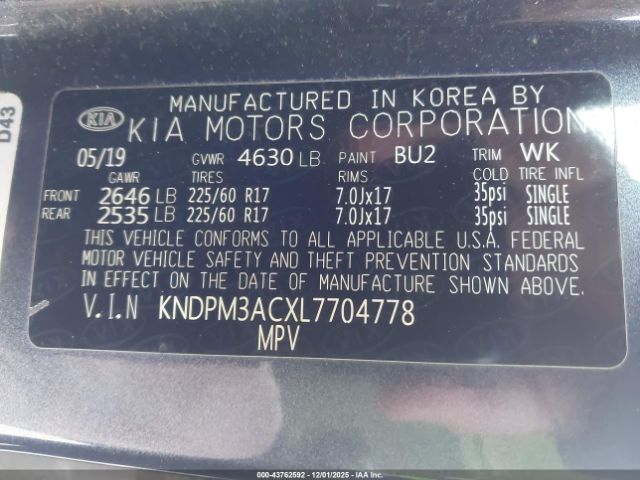 D43
MANUFACTURED IN KOREA BY
KIA KIA MOTORS CORPORATION
05/19 GVWR 4630 LB PAINT BU2 TRIM WK
GAWR TIRES RIMS COLD TIRE INFL
FRONT 2646 LB 225/60 R17 7.0Jx17 35psi SINGLE
REAR 2535 LB 225/60 R17 7.0Jx17 35psi SINGLE
THIS VEHICLE CONFORMS TO ALL APPLICABLE U.S.A. FEDERAL
MOTOR VEHICLE SAFETY AND THEFT PREVENTION STANDARDS
IN EFFECT ON THE DATE OF MANUFACTURE SHOWN ABOVE.
V.I.N KNDPM3ACXL7704778
MPV
© - 43762592 - 12/01/2025 - IAAI.COM